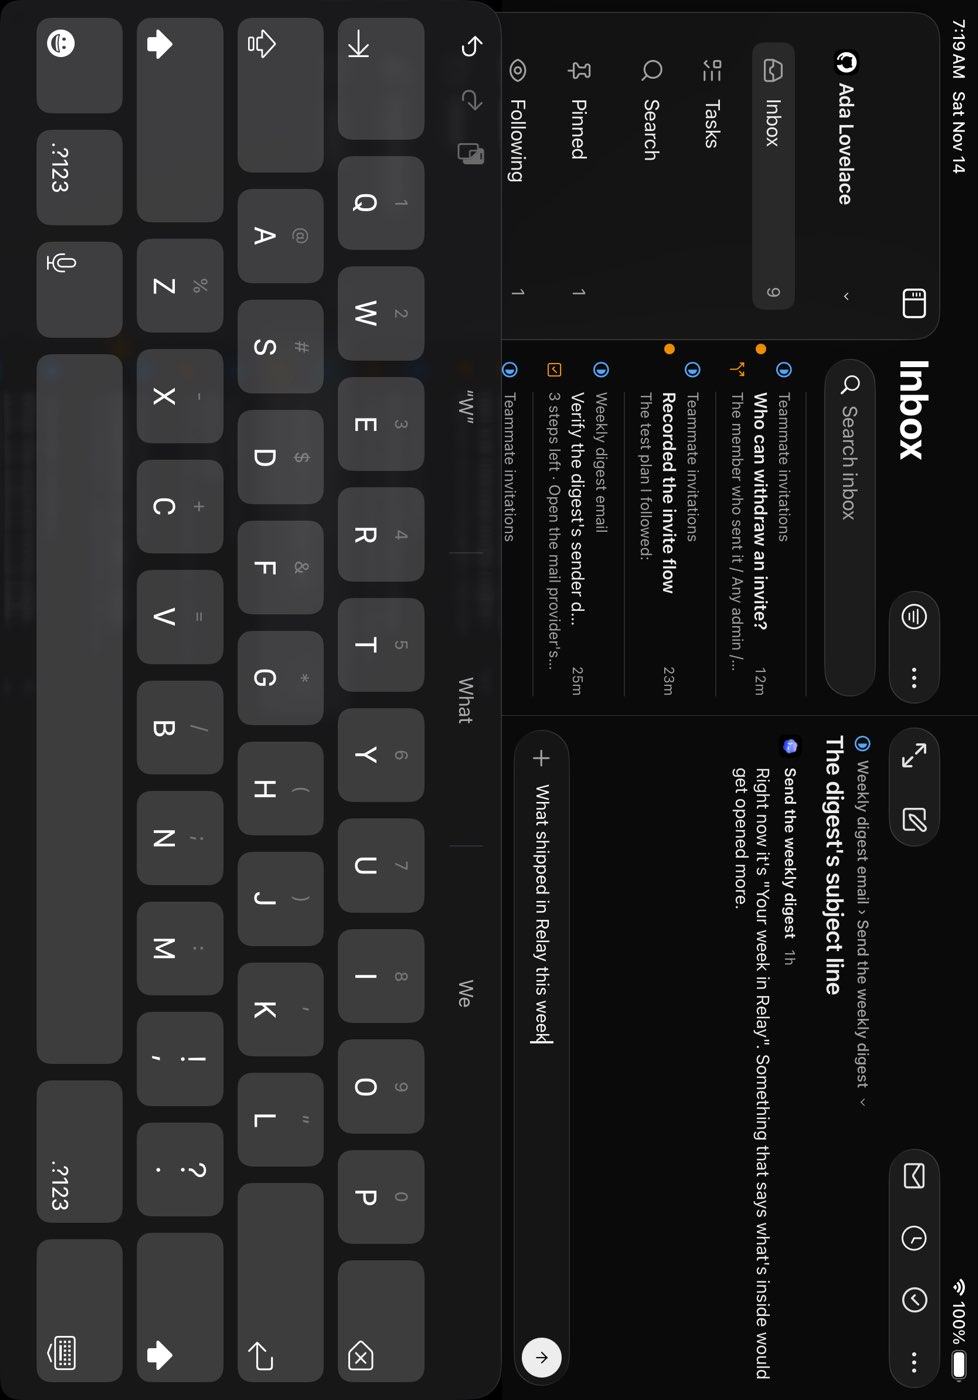 7:19 AM Sat Nov 14
100%
Ada Lovelace
Inbox 9
Tasks
Search
Pinned 1
Following 1
Inbox
Search inbox
Teammate invitations
Who can withdraw an invite? 12m
The member who sent it / Any admin /...
Teammate invitations
Recorded the invite flow 23m
The test plan I followed:
Weekly digest email
Verify the digest's sender d... 25m
3 steps left · Open the mail provider's...
Teammate invitations
Weekly digest email › Send the weekly digest
The digest's subject line
Send the weekly digest 1h
Right now it's "Your week in Relay". Something that says what's inside would
get opened more.
What shipped in Relay this week
“W” What We
1 2 3 4 5 6 7 8 9 0
Q W E R T Y U I O P
@ # $ & * ( ) ' "
A S D F G H J K L
% - + = / ; : ! ?
Z X C V B N M , .
.?123 .?123